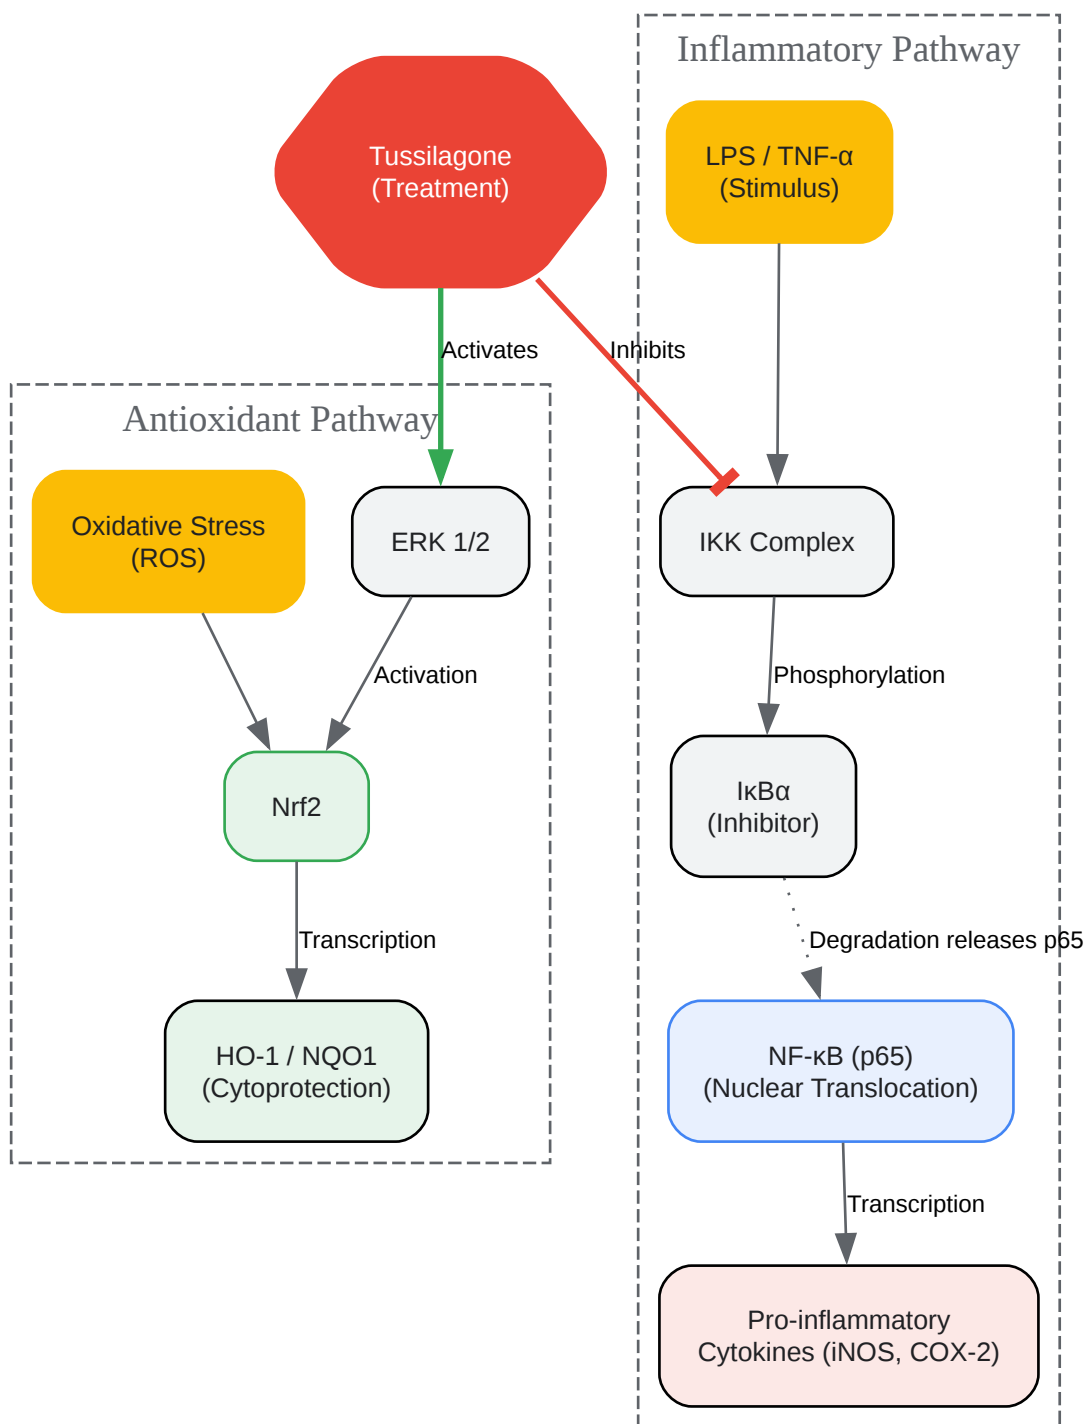 Inflammatory Pathway
Tussilagone
(Treatment)
LPS / TNF-α
(Stimulus)
Activates
Inhibits
Antioxidant Pathway
Oxidative Stress
(ROS)
ERK 1/2
IKK Complex
Activation
Phosphorylation
Nrf2
IκBα
(Inhibitor)
Transcription
Degradation releases p65
HO-1 / NQO1
(Cytoprotection)
NF-κB (p65)
(Nuclear Translocation)
Transcription
Pro-inflammatory
Cytokines (iNOS, COX-2)